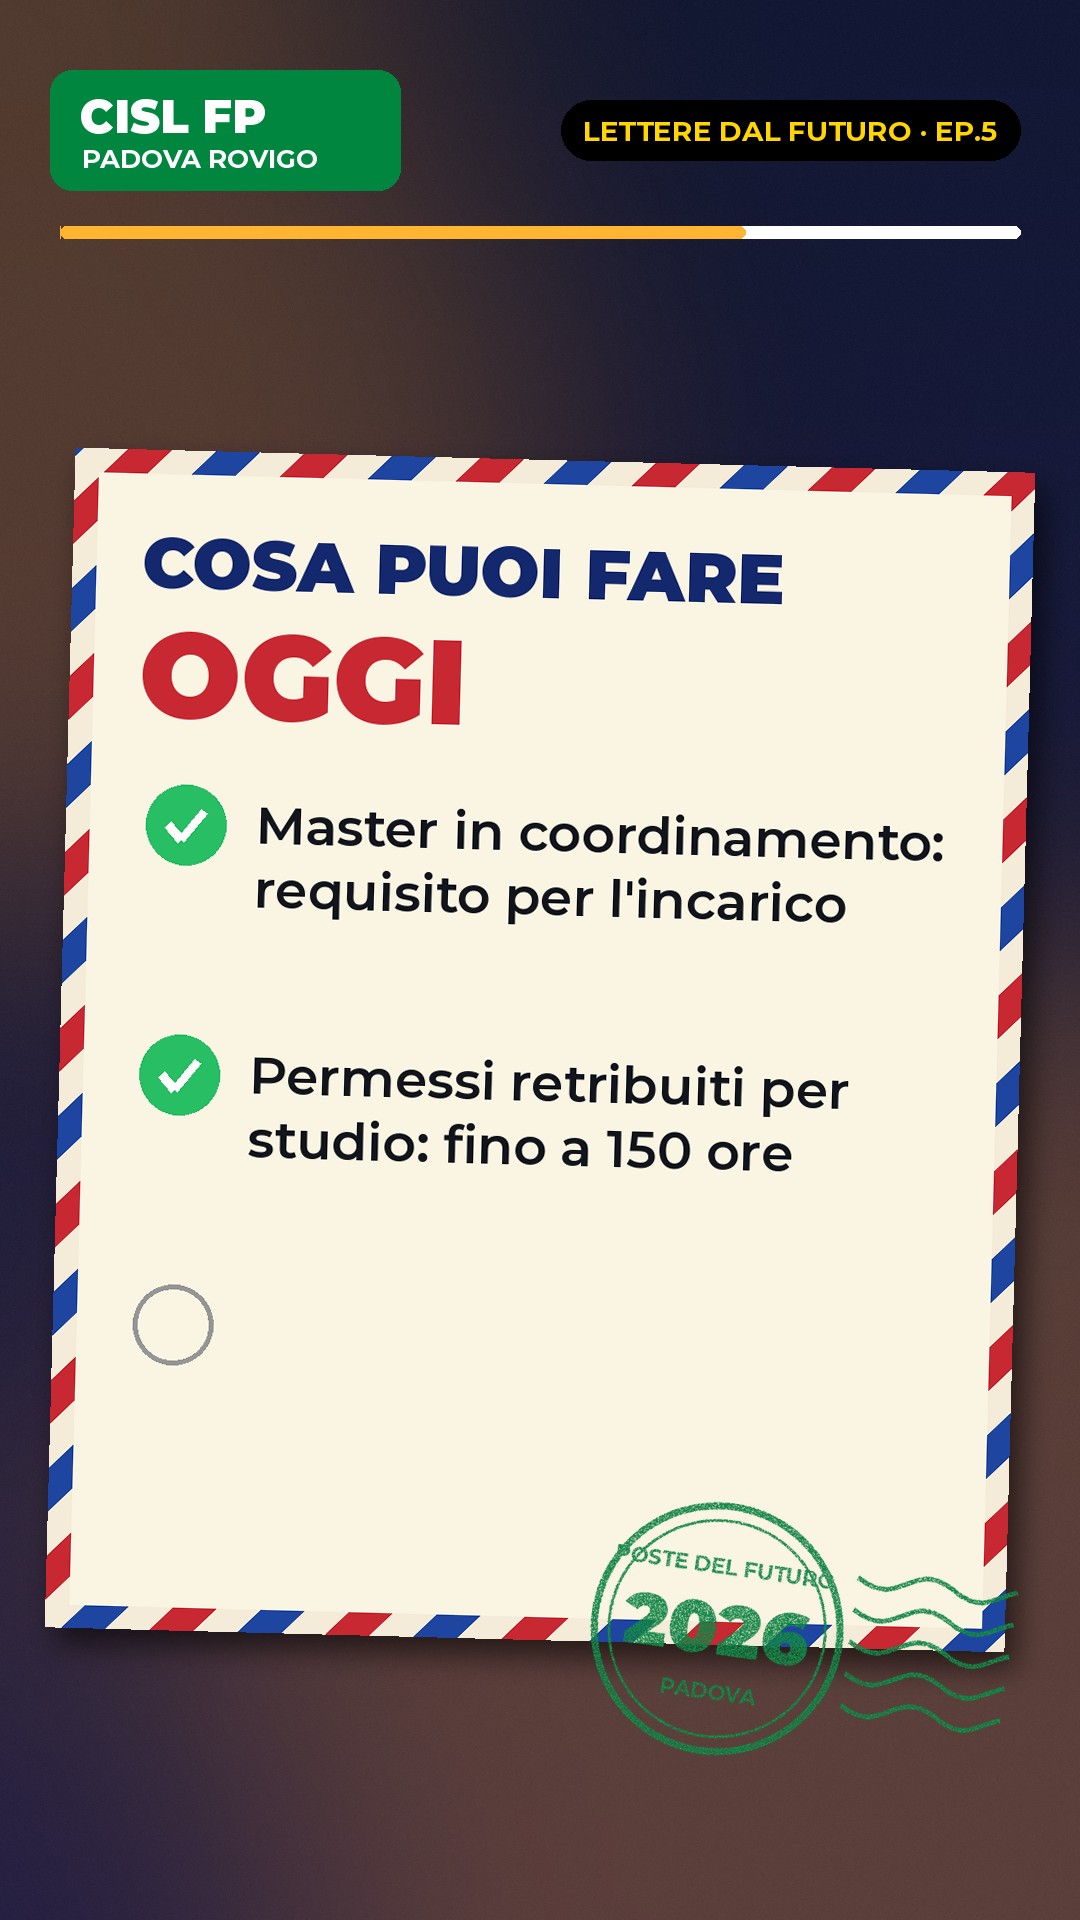 CISL FP
PADOVA ROVIGO
LETTERE DAL FUTURO · EP.5
COSA PUOI FARE
OGGI
Master in coordinamento:
requisito per l'incarico
Permessi retribuiti per
studio: fino a 150 ore
POSTE DEL FUTURO
2026
PADOVA